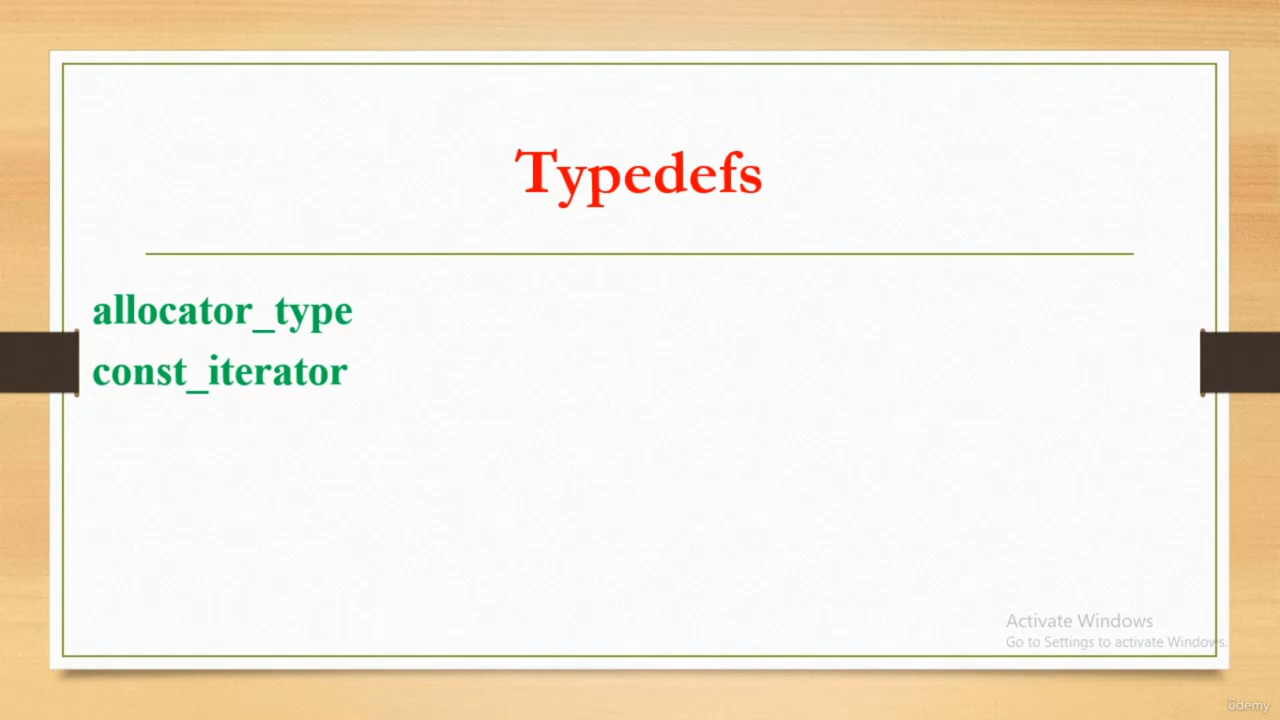 Typedefs
allocator_type
const_iterator
Activate Windows
Go to Settings to activate Windows.
ûdemy